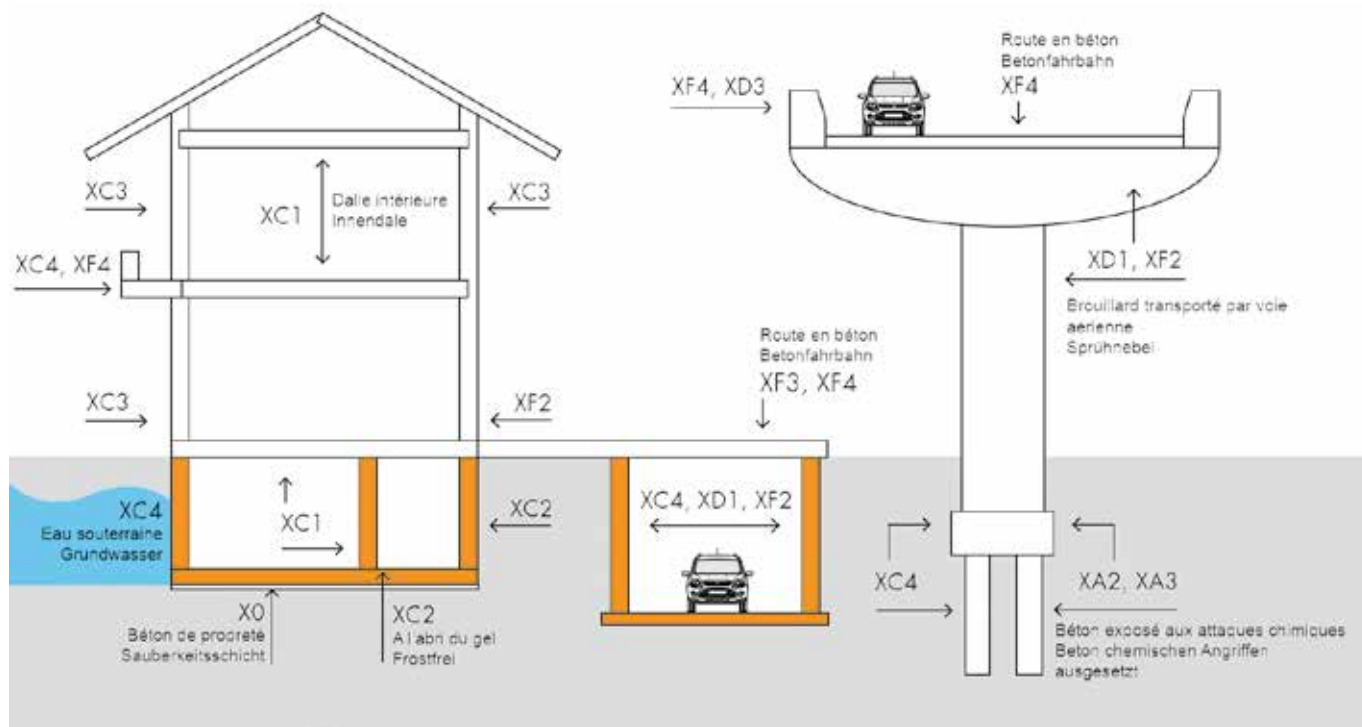 Route en béton
Betonfahrbahn
XF4
XF4, XD3
XC3
XC1
Dalle intérieure
Innendale
XC3
XC4, XF4
XD1, XF2
Brouillard transporté par voie
aerienne
Sprühnebel
Route en béton
Betonfahrbahn
XF3, XF4
XC3
XF2
XC4
Eau souterraine
Grundwasser
XC1
XC2
XC4, XD1, XF2
XC4
XA2, XA3
Béton exposé aux attaques chimiques
Beton chemischen Angriffen
ausgesetzt
X0
Béton de propreté
Sauberkeitsschicht
XC2
A l'abri du gel
Frostfrei